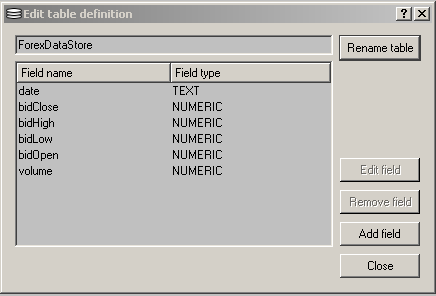 Edit table definition
ForexDataStore
Rename table
Field name Field type
date TEXT
bidClose NUMERIC
bidHigh NUMERIC
bidLow NUMERIC
bidOpen NUMERIC
volume NUMERIC
Edit field
Remove field
Add field
Close